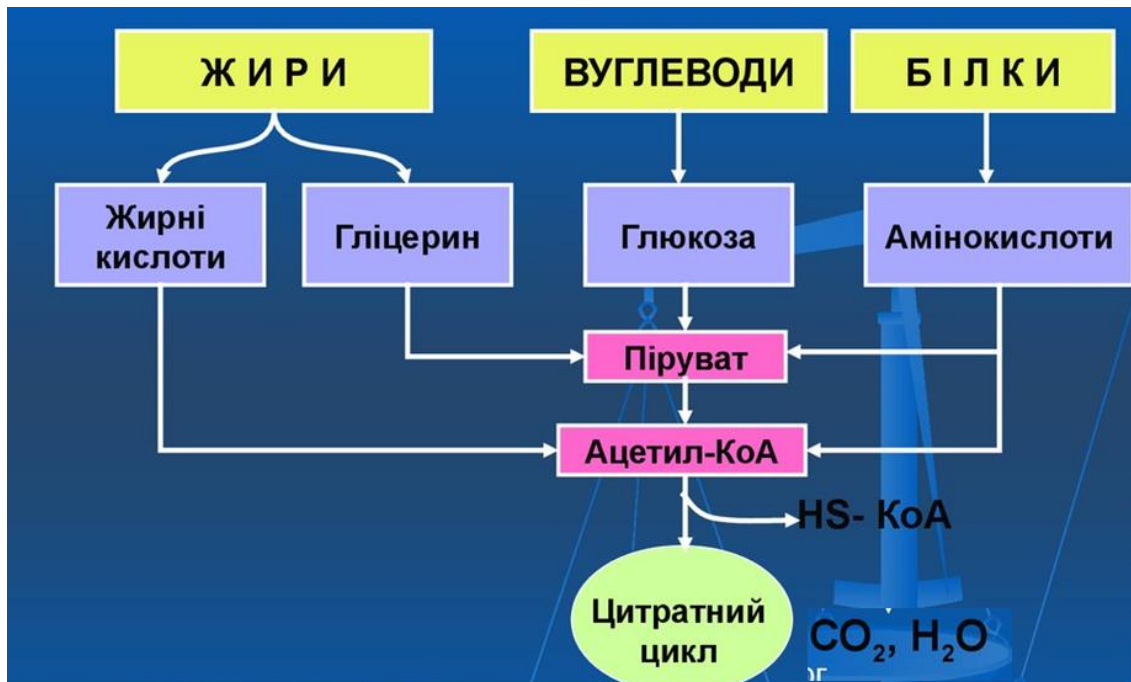 Ж И Р И
ВУГЛЕВОДИ
Б І Л К И
Жирні
кислоти
Гліцерин
Глюкоза
Амінокислоти
Піруват
Ацетил-КоА
HS- КоА
Цитратний
цикл
CO₂, H₂O